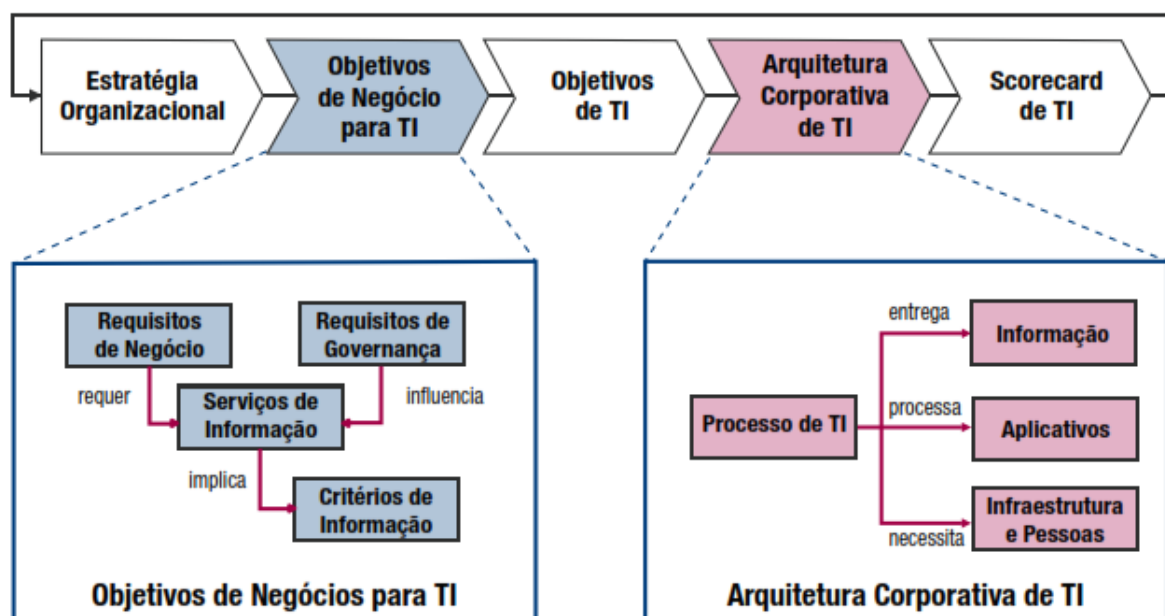 Estratégia
Organizacional
Objetivos
de Negócio
para TI
Objetivos
de TI
Arquitetura
Corporativa
de TI
Scorecard
de TI
Requisitos
de Negócio
Requisitos de
Governança
requer
Serviços de
Informação
influencia
implica
Critérios de
Informação
Objetivos de Negócios para TI
entrega
Informação
Processo de TI
processa
Aplicativos
necessita
Infraestrutura
e Pessoas
Arquitetura Corporativa de TI